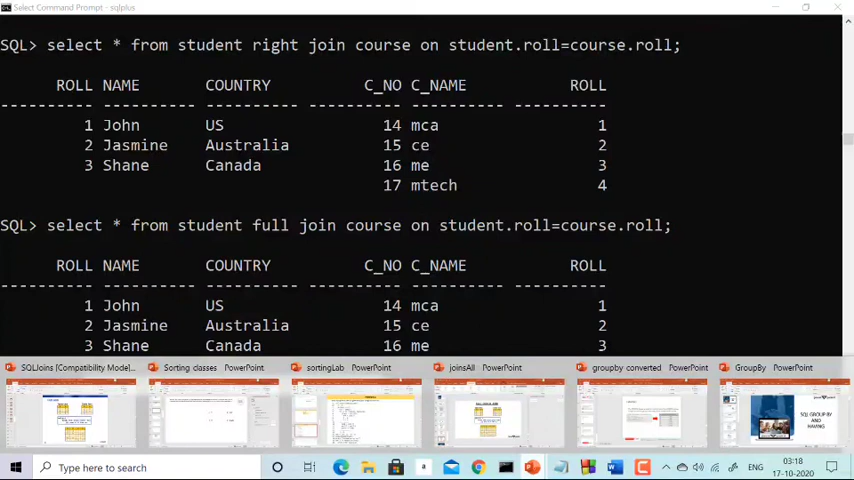 Select Command Prompt - sqlplus
SQL> select * from student right join course on student.roll=course.roll;
ROLL NAME COUNTRY C_NO C_NAME ROLL
---------- ---------- ---------- ---------- ---------- ----------
1 John US 14 mca 1
2 Jasmine Australia 15 ce 2
3 Shane Canada 16 me 3
17 mtech 4
SQL> select * from student full join course on student.roll=course.roll;
ROLL NAME COUNTRY C_NO C_NAME ROLL
---------- ---------- ---------- ---------- ---------- ----------
1 John US 14 mca 1
2 Jasmine Australia 15 ce 2
3 Shane Canada 16 me 3
SQLJoins [Compatibility Mode]... Sorting classes PowerPoint sortingLab PowerPoint joinsAll PowerPoint groupby converted PowerPoint GroupBy PowerPoint
SQL GROUP BY
AND
HAVING
Type here to search
ENG
03:18
17-10-2020